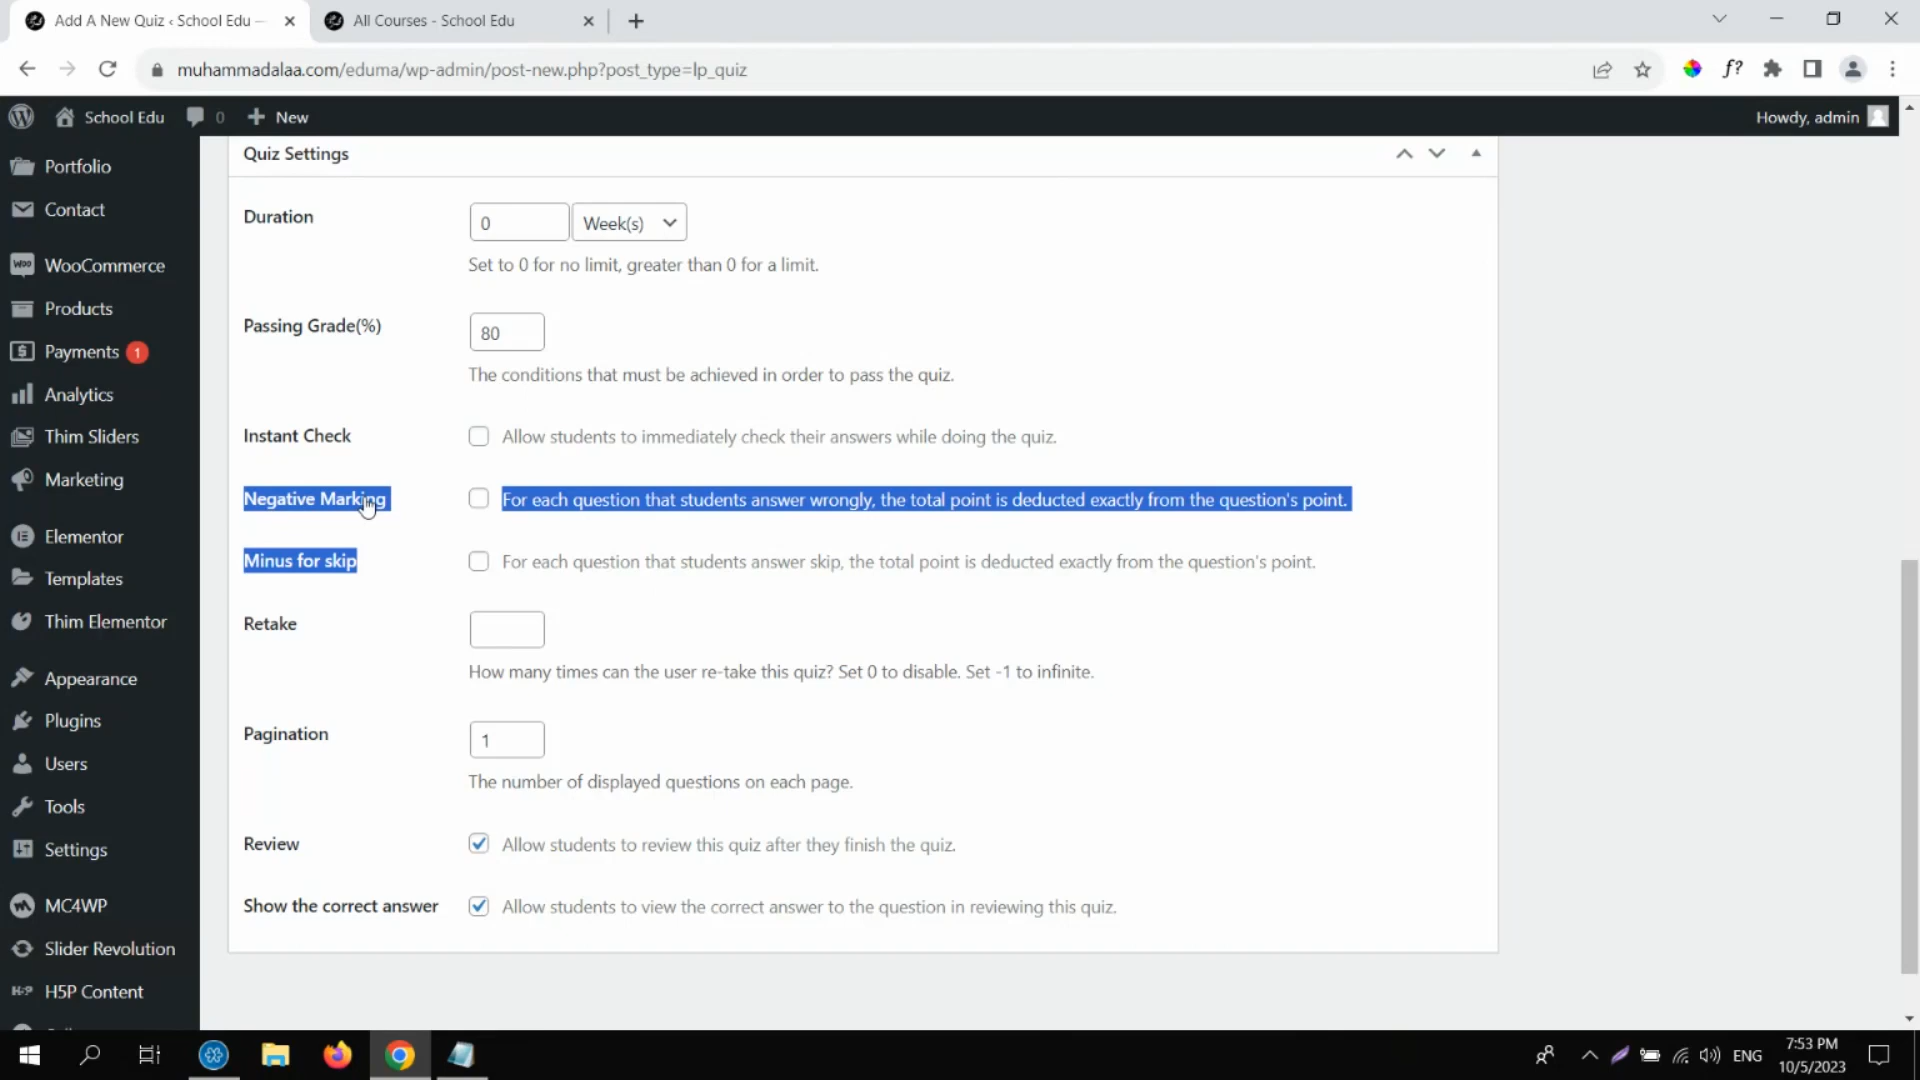 Add A New Quiz ‹ School Edu —
All Courses - School Edu
muhammadalaa.com/eduma/wp-admin/post-new.php?post_type=lp_quiz
f?
School Edu
0
New
Howdy, admin
Portfolio
Contact
WooCommerce
Products
Payments 1
Analytics
Thim Sliders
Marketing
Elementor
Templates
Thim Elementor
Appearance
Plugins
Users
Tools
Settings
MC4WP
Slider Revolution
H5P Content
Quiz Settings
Duration
0
Week(s)
Set to 0 for no limit, greater than 0 for a limit.
Passing Grade(%)
80
The conditions that must be achieved in order to pass the quiz.
Instant Check
Allow students to immediately check their answers while doing the quiz.
Negative Marking
For each question that students answer wrongly, the total point is deducted exactly from the question's point.
Minus for skip
For each question that students answer skip, the total point is deducted exactly from the question's point.
Retake
How many times can the user re-take this quiz? Set 0 to disable. Set -1 to infinite.
Pagination
1
The number of displayed questions on each page.
Review
Allow students to review this quiz after they finish the quiz.
Show the correct answer
Allow students to view the correct answer to the question in reviewing this quiz.
ENG
7:53 PM
10/5/2023